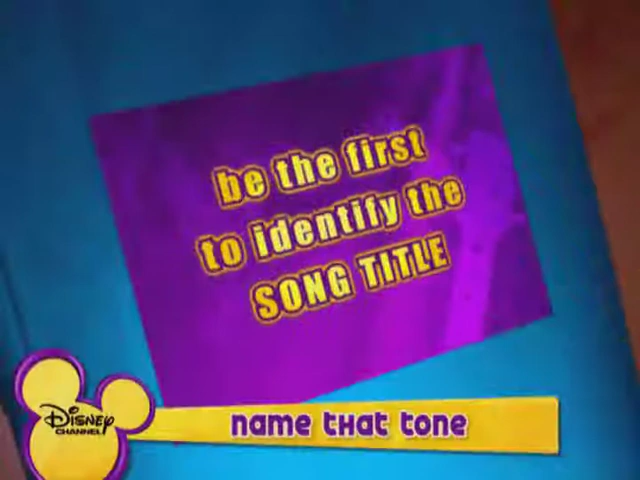 be the first
to identify the
SONG TITLE
DISNEY
CHANNEL
name that tone